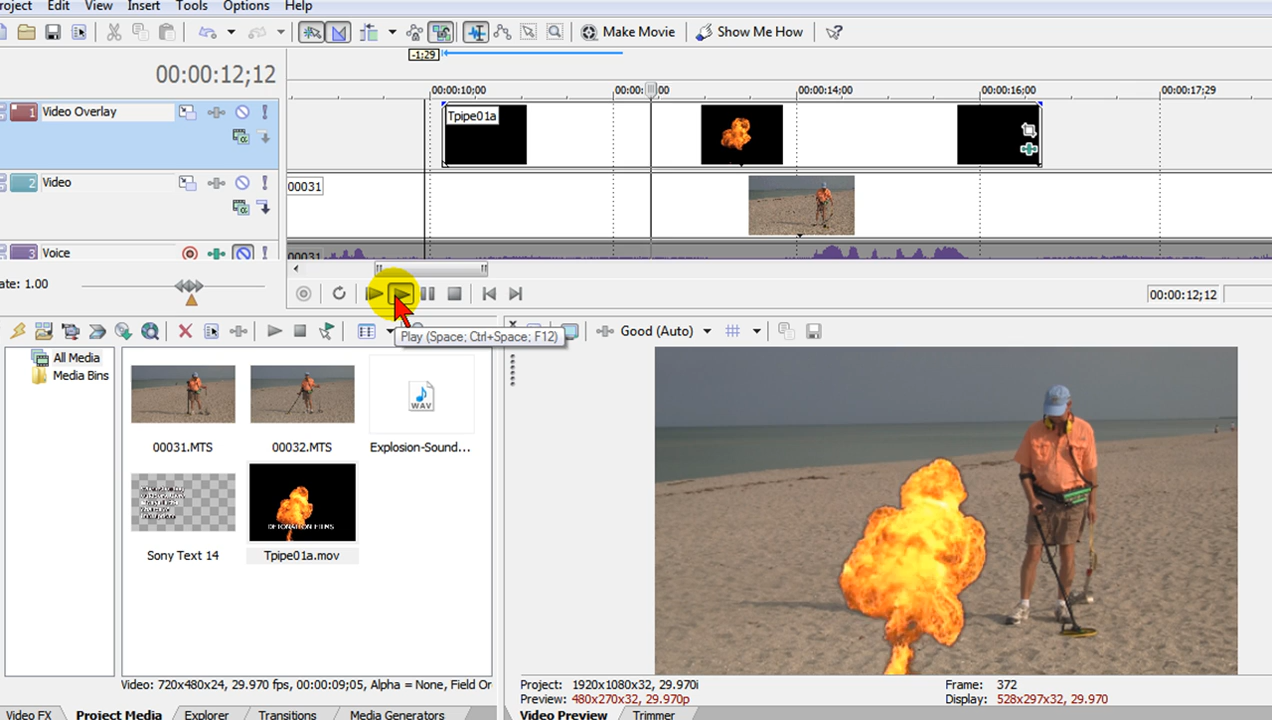 roject Edit View Insert Tools Options Help
Make Movie Show Me How
-1;29
00:00:12;12
00:00:10;00 00:00: 00 00:00:14;00 00:00:16;00 00:00:17;29
1 Video Overlay
Tpipe01a
2 Video
00031
3 Voice
00031
ate: 1.00
00:00:12;12
Good (Auto)
Play (Space; Ctrl+Space; F12)
All Media
Media Bins
WAV
00031.MTS 00032.MTS Explosion-Sound...
DETONATION FILMS
Sony Text 14 Tpipe01a.mov
Video: 720x480x24, 29.970 fps, 00:00:09;05, Alpha = None, Field Or
Project: 1920x1080x32, 29.970i Frame: 372
Preview: 480x270x32, 29.970p Display: 528x297x32, 29.970
Video FX Project Media Explorer Transitions Media Generators Video Preview Trimmer